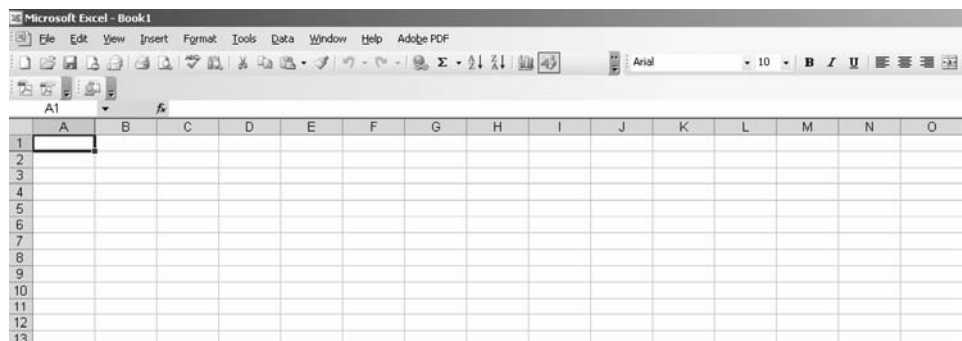 Microsoft Excel - Book1
File Edit View Insert Format Tools Data Window Help Adobe PDF
Σ Arial 10 B I U
A1 fx
A B C D E F G H I J K L M N O
1
2
3
4
5
6
7
8
9
10
11
12
13